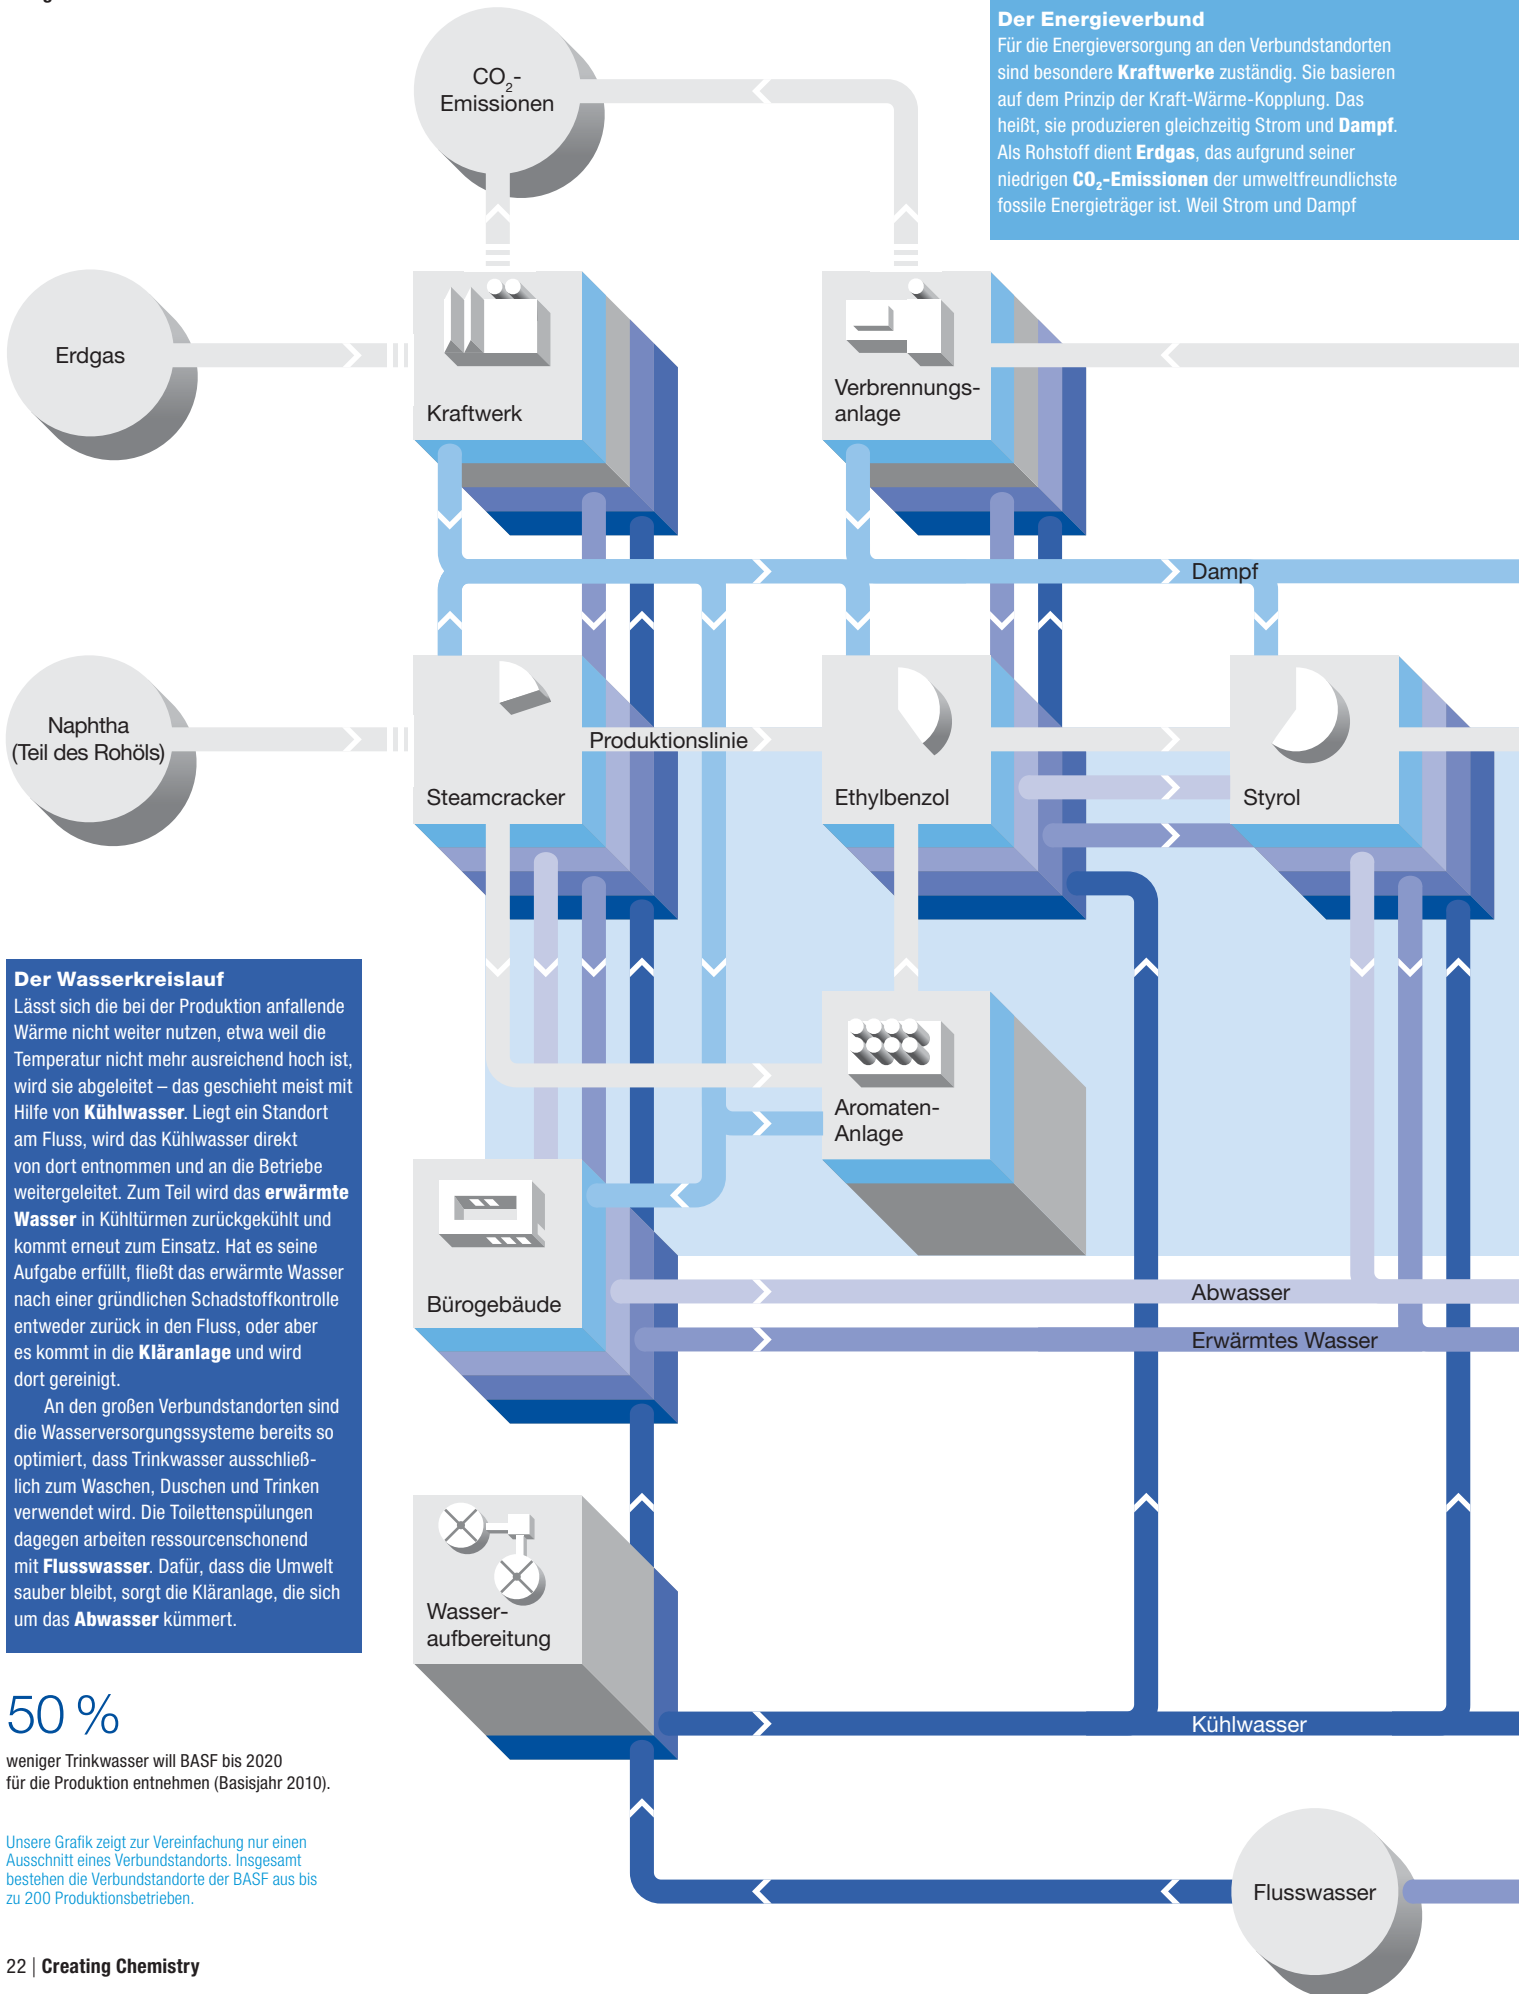 CO₂-
Emissionen
Der Energieverbund
Für die Energieversorgung an den Verbundstandorten
sind besondere Kraftwerke zuständig. Sie basieren
auf dem Prinzip der Kraft-Wärme-Kopplung. Das
heißt, sie produzieren gleichzeitig Strom und Dampf.
Als Rohstoff dient Erdgas, das aufgrund seiner
niedrigen CO₂-Emissionen der umweltfreundlichste
fossile Energieträger ist. Weil Strom und Dampf
Erdgas
Kraftwerk
Verbrennungs-
anlage
Dampf
Naphtha
(Teil des Rohöls)
Produktionslinie
Steamcracker
Ethylbenzol
Styrol
Der Wasserkreislauf
Lässt sich die bei der Produktion anfallende
Wärme nicht weiter nutzen, etwa weil die
Temperatur nicht mehr ausreichend hoch ist,
wird sie abgeleitet – das geschieht meist mit
Hilfe von Kühlwasser. Liegt ein Standort
am Fluss, wird das Kühlwasser direkt
von dort entnommen und an die Betriebe
weitergeleitet. Zum Teil wird das erwärmte
Wasser in Kühltürmen zurückgekühlt und
kommt erneut zum Einsatz. Hat es seine
Aufgabe erfüllt, fließt das erwärmte Wasser
nach einer gründlichen Schadstoffkontrolle
entweder zurück in den Fluss, oder aber
es kommt in die Kläranlage und wird
dort gereinigt.
An den großen Verbundstandorten sind
die Wasserversorgungssysteme bereits so
optimiert, dass Trinkwasser ausschließ-
lich zum Waschen, Duschen und Trinken
verwendet wird. Die Toilettenspülungen
dagegen arbeiten ressourcenschonend
mit Flusswasser. Dafür, dass die Umwelt
sauber bleibt, sorgt die Kläranlage, die sich
um das Abwasser kümmert.
Aromaten-
Anlage
Bürogebäude
Abwasser
Erwärmtes Wasser
Wasser-
aufbereitung
Kühlwasser
Flusswasser
50 %
weniger Trinkwasser will BASF bis 2020
für die Produktion entnehmen (Basisjahr 2010).
Unsere Grafik zeigt zur Vereinfachung nur einen
Ausschnitt eines Verbundstandorts. Insgesamt
bestehen die Verbundstandorte der BASF aus bis
zu 200 Produktionsbetrieben.
22 | Creating Chemistry